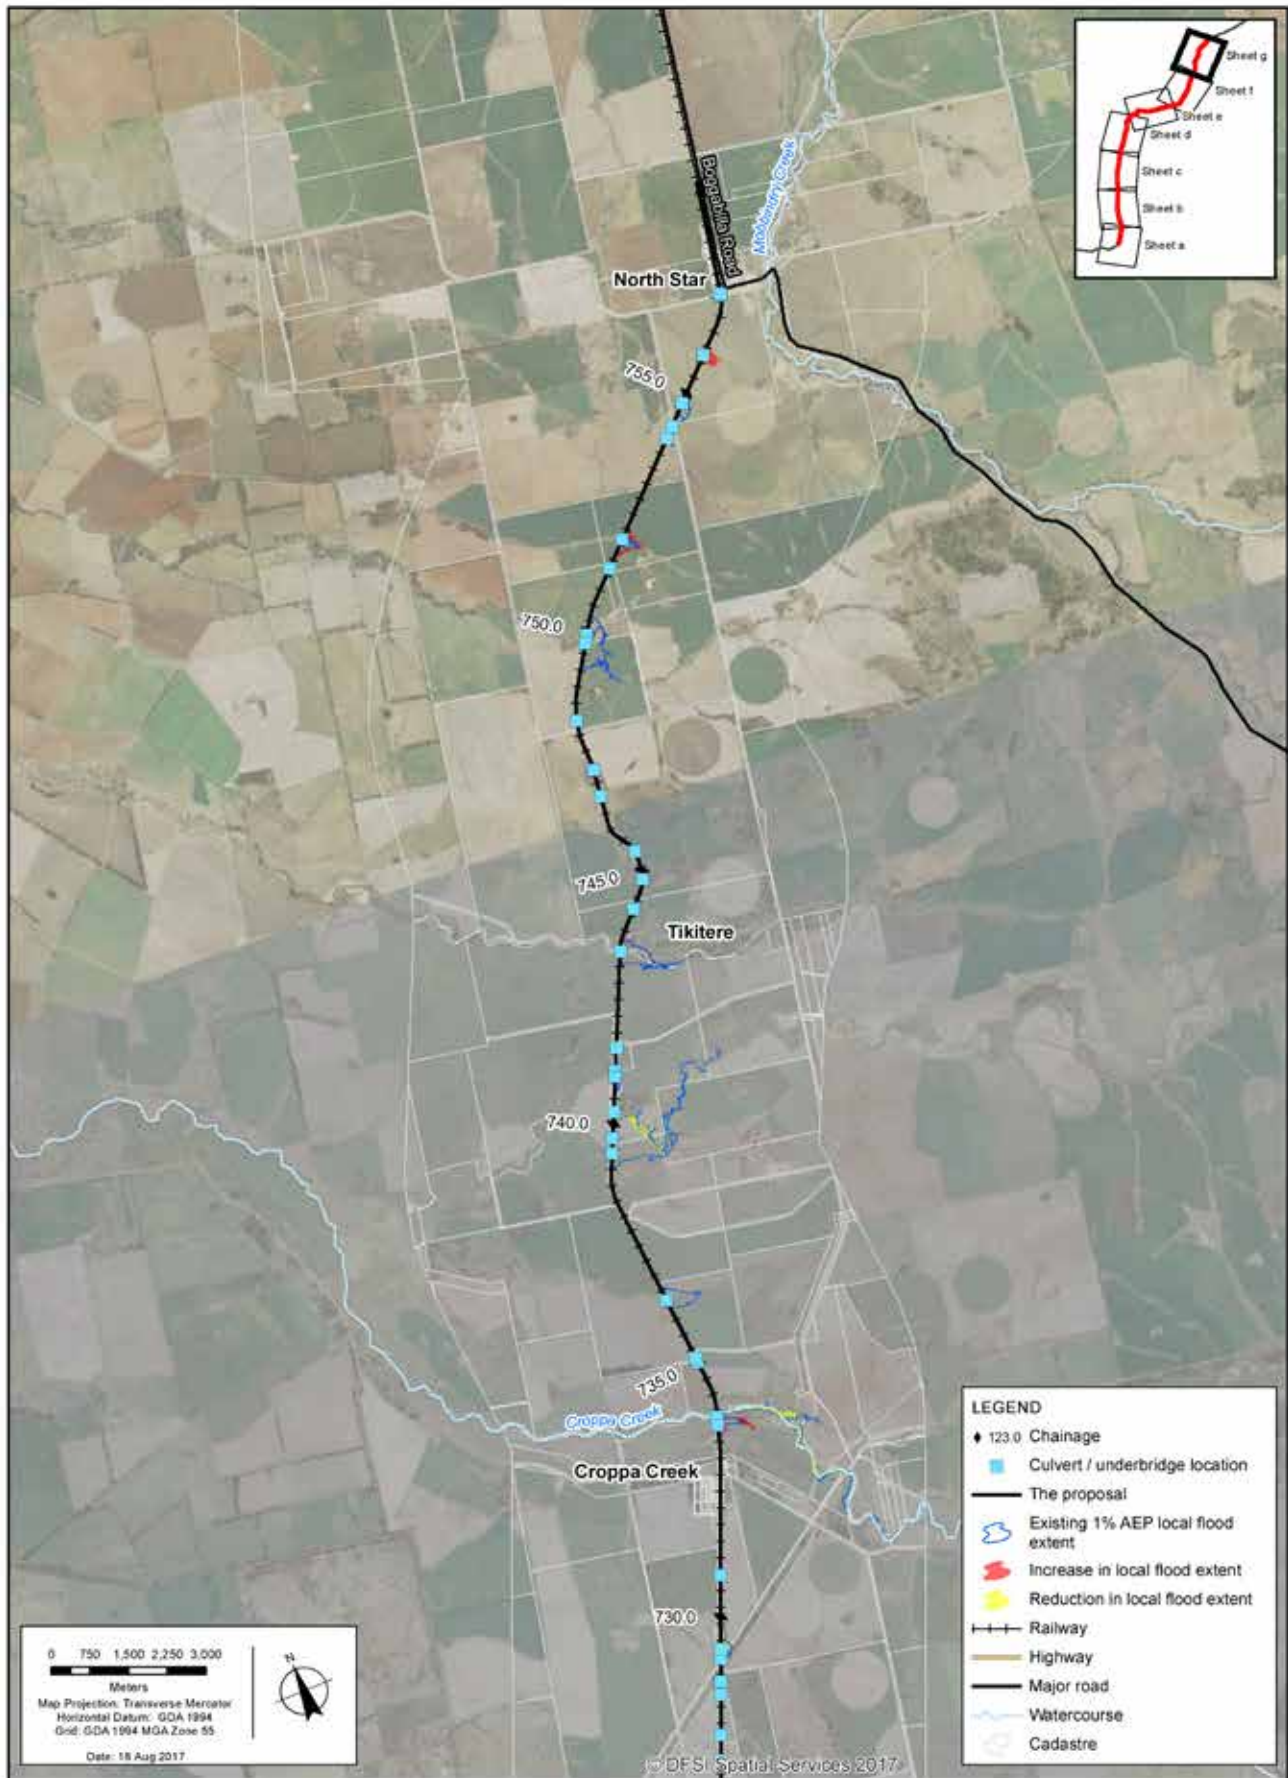 Sheet g
Sheet f
Sheet e
Sheet d
Sheet c
Sheet b
Sheet a
Boggabilla Road
Mobbindry Creek
North Star
755.0
750.0
745.0
Tikitere
740.0
735.0
Croppa Creek
Croppa Creek
730.0
LEGEND
123.0 Chainage
Culvert / underbridge location
The proposal
Existing 1% AEP local flood
extent
Increase in local flood extent
Reduction in local flood extent
Railway
Highway
Major road
Watercourse
Cadastre
0 750 1,500 2,250 3,000
Meters
Map Projection: Transverse Mercator
Horizontal Datum: GDA 1994
Grid: GDA 1994 MGA Zone 55
Date: 18 Aug 2017
N
© DFSI Spatial Services 2017